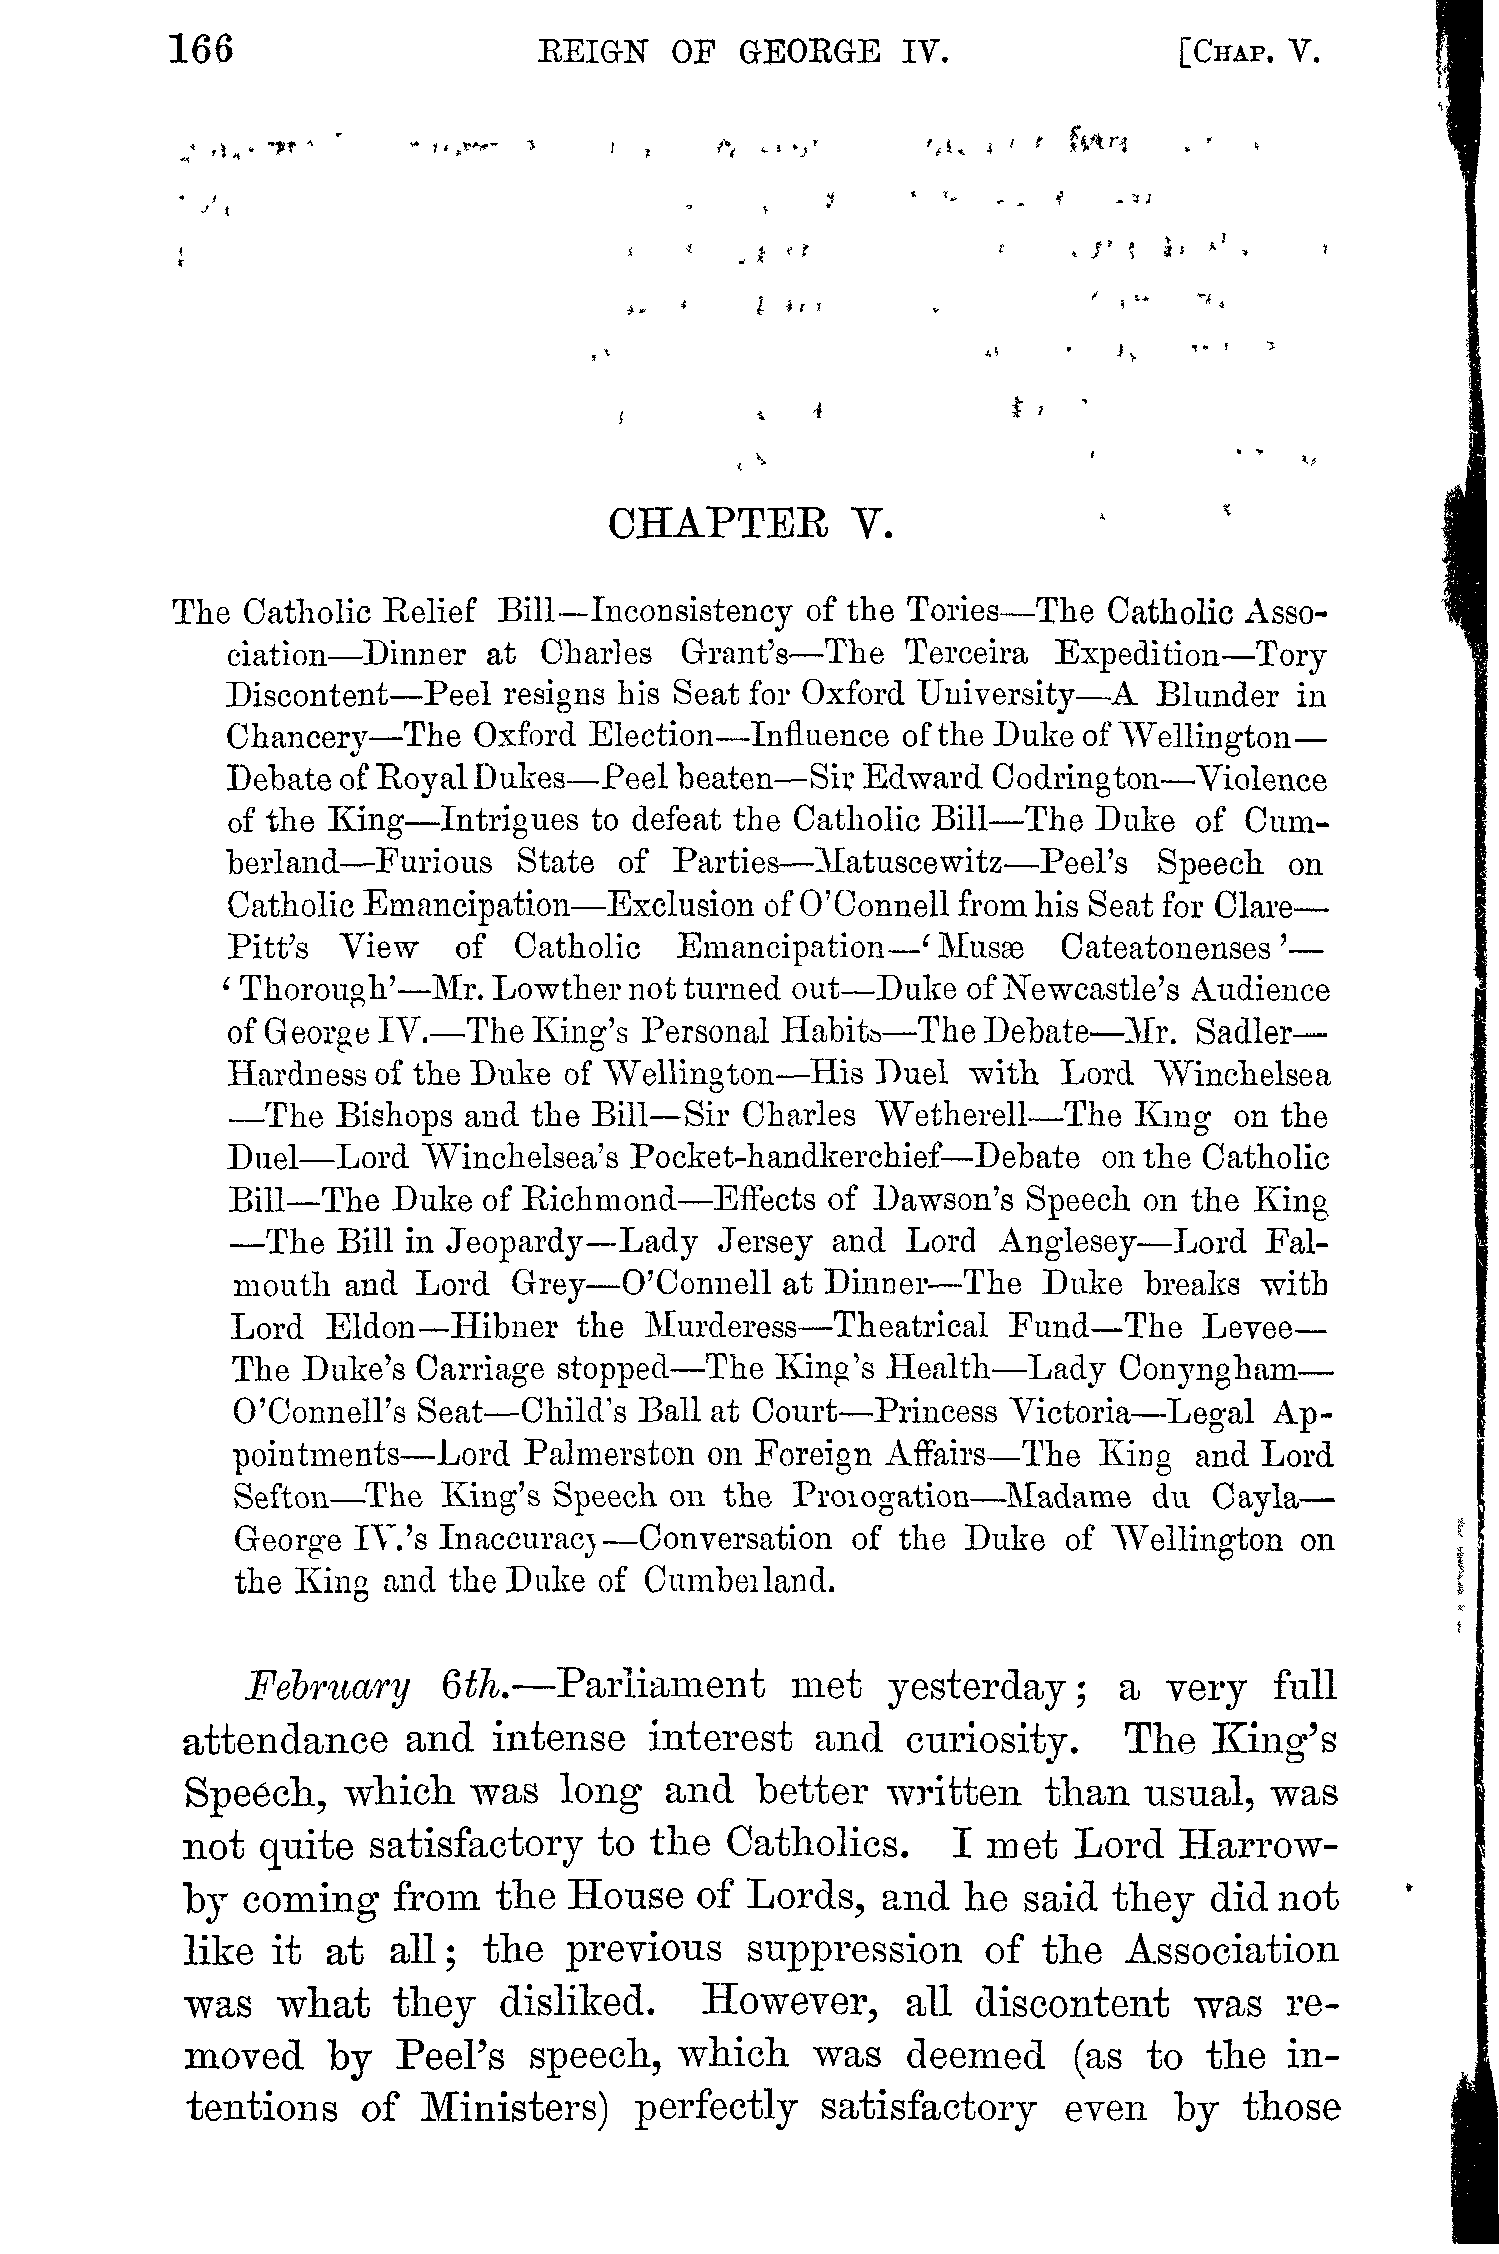 166 REIGN OF GEORGE IV. [CHAP. V.
CHAPTER V.
The Catholic Relief Bill—Inconsistency of the Tories—The Catholic Asso-
ciation—Dinner at Charles Grant's—The Terceira Expedition—Tory
Discontent—Peel resigns his Seat for Oxford University—A Blunder in
Chancery—The Oxford Election—Influence of the Duke of Wellington—
Debate of Royal Dukes—Peel beaten—Sir Edward Codrington—Violence
of the King—Intrigues to defeat the Catholic Bill—The Duke of Cum-
berland—Furious State of Parties—Matuscewitz—Peel's Speech on
Catholic Emancipation—Exclusion of O'Connell from his Seat for Clare—
Pitt's View of Catholic Emancipation—'Musæ Cateatonenses'—
'Thorough'—Mr. Lowther not turned out—Duke of Newcastle's Audience
of George IV.—The King's Personal Habits—The Debate—Mr. Sadler—
Hardness of the Duke of Wellington—His Duel with Lord Winchelsea
—The Bishops and the Bill—Sir Charles Wetherell—The King on the
Duel—Lord Winchelsea's Pocket-handkerchief—Debate on the Catholic
Bill—The Duke of Richmond—Effects of Dawson's Speech on the King
—The Bill in Jeopardy—Lady Jersey and Lord Anglesey—Lord Fal-
mouth and Lord Grey—O'Connell at Dinner—The Duke breaks with
Lord Eldon—Hibner the Murderess—Theatrical Fund—The Levee—
The Duke's Carriage stopped—The King's Health—Lady Conyngham—
O'Connell's Seat—Child's Ball at Court—Princess Victoria—Legal Ap-
pointments—Lord Palmerston on Foreign Affairs—The King and Lord
Sefton—The King's Speech on the Prorogation—Madame du Cayla—
George IV.'s Inaccuracy—Conversation of the Duke of Wellington on
the King and the Duke of Cumberland.
February 6th.—Parliament met yesterday; a very full
attendance and intense interest and curiosity. The King's
Speech, which was long and better written than usual, was
not quite satisfactory to the Catholics. I met Lord Harrow-
by coming from the House of Lords, and he said they did not
like it at all; the previous suppression of the Association
was what they disliked. However, all discontent was re-
moved by Peel's speech, which was deemed (as to the in-
tentions of Ministers) perfectly satisfactory even by those